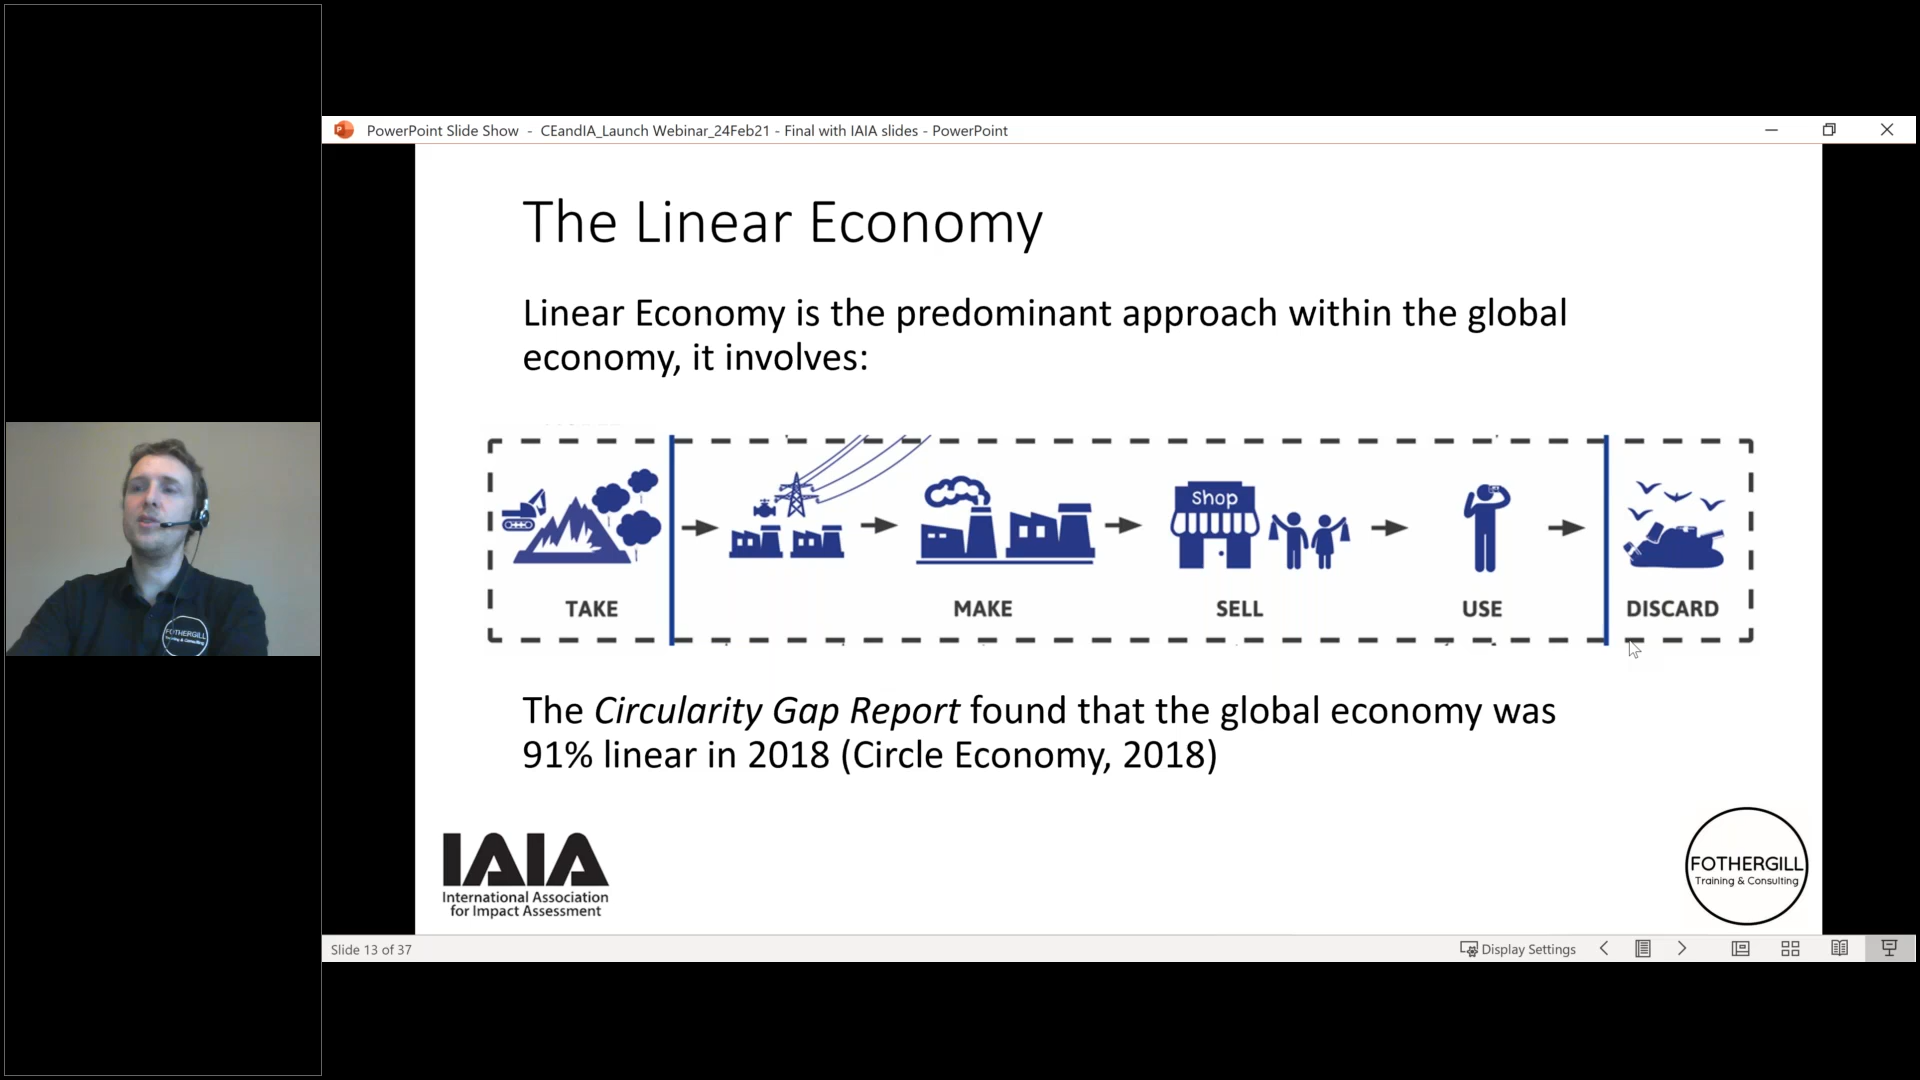 PowerPoint Slide Show - CEandIA_Launch Webinar_24Feb21 - Final with IAIA slides - PowerPoint
The Linear Economy
Linear Economy is the predominant approach within the global
economy, it involves:
Shop
TAKE
MAKE
SELL
USE
DISCARD
The Circularity Gap Report found that the global economy was
91% linear in 2018 (Circle Economy, 2018)
IAIA
International Association
for Impact Assessment
FOTHERGILL
Training & Consulting
FOTHERGILL
Slide 13 of 37
Display Settings